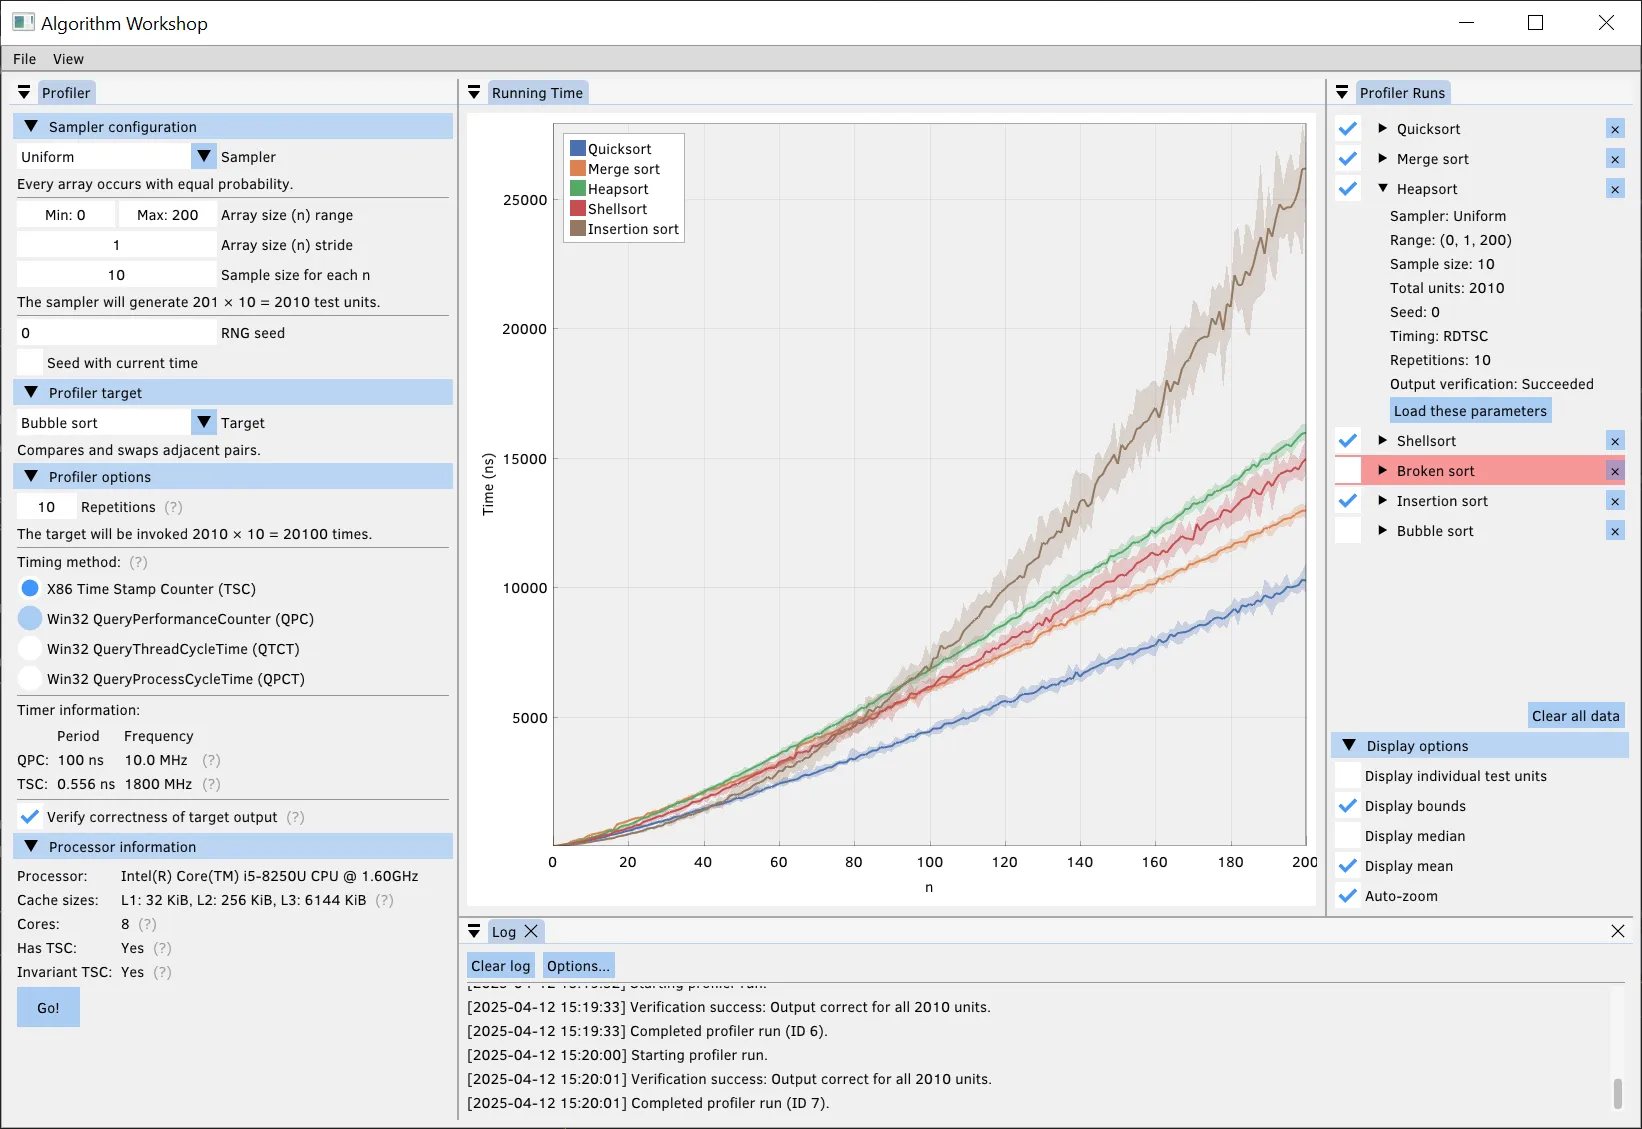 Algorithm Workshop
File View
Profiler
Sampler configuration
Uniform Sampler
Every array occurs with equal probability.
Min: 0 Max: 200 Array size (n) range
1 Array size (n) stride
10 Sample size for each n
The sampler will generate 201 × 10 = 2010 test units.
0 RNG seed
Seed with current time
Profiler target
Bubble sort Target
Compares and swaps adjacent pairs.
Profiler options
10 Repetitions (?)
The target will be invoked 2010 × 10 = 20100 times.
Timing method: (?)
X86 Time Stamp Counter (TSC)
Win32 QueryPerformanceCounter (QPC)
Win32 QueryThreadCycleTime (QTCT)
Win32 QueryProcessCycleTime (QPCT)
Timer information:
Period Frequency
QPC: 100 ns 10.0 MHz (?)
TSC: 0.556 ns 1800 MHz (?)
Verify correctness of target output (?)
Processor information
Processor: Intel(R) Core(TM) i5-8250U CPU @ 1.60GHz
Cache sizes: L1: 32 KiB, L2: 256 KiB, L3: 6144 KiB (?)
Cores: 8 (?)
Has TSC: Yes (?)
Invariant TSC: Yes (?)
Go!
Running Time
Quicksort
Merge sort
Heapsort
Shellsort
Insertion sort
25000
20000
15000
10000
5000
Time (ns)
0 20 40 60 80 100 120 140 160 180 200
n
Log
Clear log Options...
[2025-04-12 15:19:32] Starting profiler run.
[2025-04-12 15:19:33] Verification success: Output correct for all 2010 units.
[2025-04-12 15:19:33] Completed profiler run (ID 6).
[2025-04-12 15:20:00] Starting profiler run.
[2025-04-12 15:20:01] Verification success: Output correct for all 2010 units.
[2025-04-12 15:20:01] Completed profiler run (ID 7).
Profiler Runs
Quicksort
Merge sort
Heapsort
Sampler: Uniform
Range: (0, 1, 200)
Sample size: 10
Total units: 2010
Seed: 0
Timing: RDTSC
Repetitions: 10
Output verification: Succeeded
Load these parameters
Shellsort
Broken sort
Insertion sort
Bubble sort
Clear all data
Display options
Display individual test units
Display bounds
Display median
Display mean
Auto-zoom